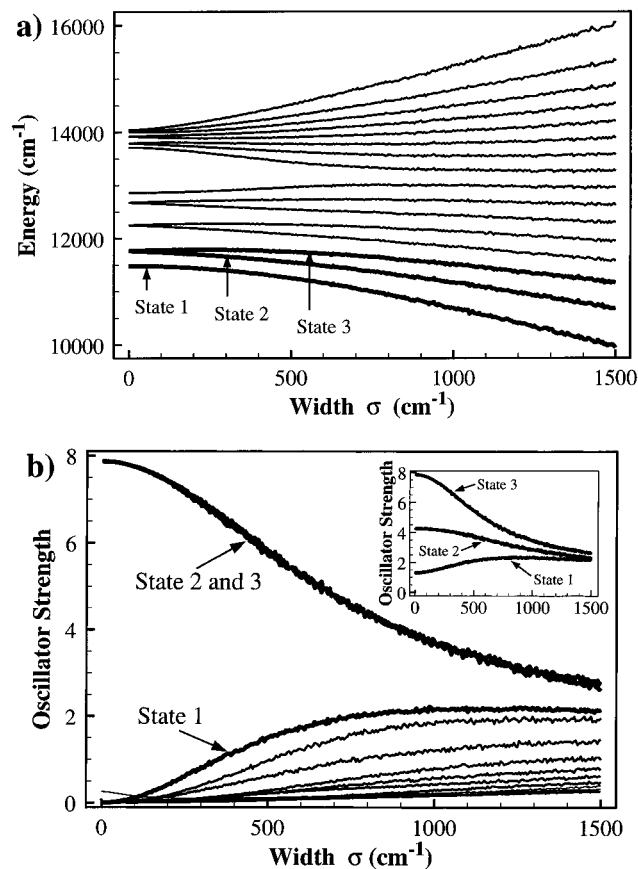 a)
16000
14000
12000
10000
Energy (cm-1)
State 1
State 2
State 3
0
500
1000
1500
Width σ (cm-1)
b)
8
6
4
2
0
Oscillator Strength
State 2 and 3
State 1
8
6
4
2
0
Oscillator Strength
State 3
State 2
State 1
0
500
1000
1500
0
500
1000
1500
Width σ (cm-1)